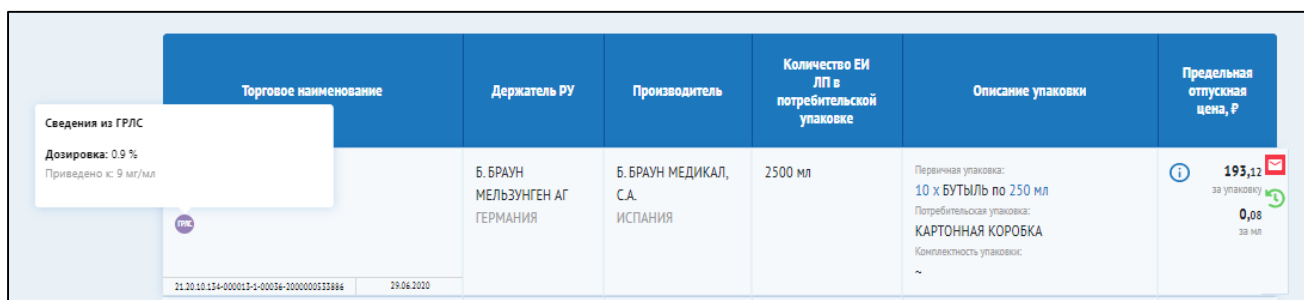 Торговое наименование
Держатель РУ
Производитель
Количество ЕИ
ЛП в
потребительской
упаковке
Описание упаковки
Предельная
отпускная
цена, ₽
Сведения из ГРЛС
Дозировка: 0.9 %
Приведено к: 9 мг/мл
ГРЛС
21.20.10.134-000013-1-00036-2000000533886
29.06.2020
Б. БРАУН
МЕЛЬЗУНГЕН АГ
ГЕРМАНИЯ
Б. БРАУН МЕДИКАЛ,
С.А.
ИСПАНИЯ
2500 мл
Первичная упаковка:
10 x БУТЫЛЬ по 250 мл
Потребительская упаковка:
КАРТОННАЯ КОРОБКА
Комплектность упаковки:
~
193,12
за упаковку
0,08
за мл